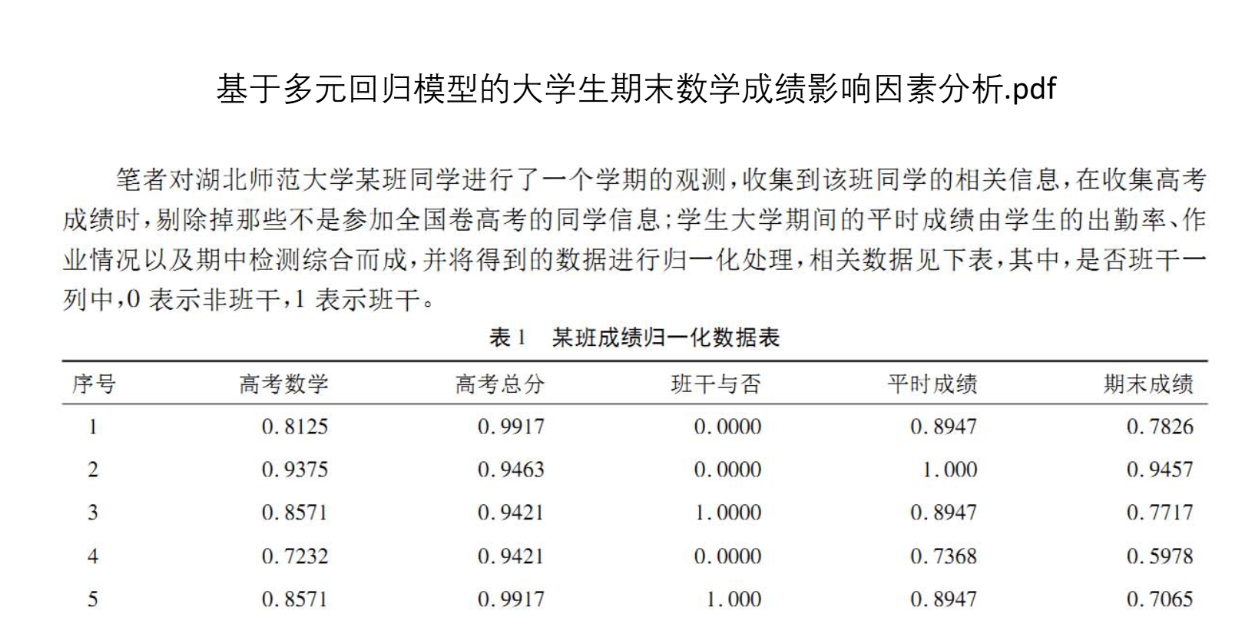 基于多元回归模型的大学生期末数学成绩影响因素分析.pdf
笔者对湖北师范大学某班同学进行了一个学期的观测,收集到该班同学的相关信息,在收集高考
成绩时,剔除掉那些不是参加全国卷高考的同学信息;学生大学期间的平时成绩由学生的出勤率、作
业情况以及期中检测综合而成,并将得到的数据进行归一化处理,相关数据见下表,其中,是否班干一
列中,0 表示非班干,1 表示班干。
表 1 某班成绩归一化数据表
序号 高考数学 高考总分 班干与否 平时成绩 期末成绩
1 0.8125 0.9917 0.0000 0.8947 0.7826
2 0.9375 0.9463 0.0000 1.000 0.9457
3 0.8571 0.9421 1.0000 0.8947 0.7717
4 0.7232 0.9421 0.0000 0.7368 0.5978
5 0.8571 0.9917 1.000 0.8947 0.7065